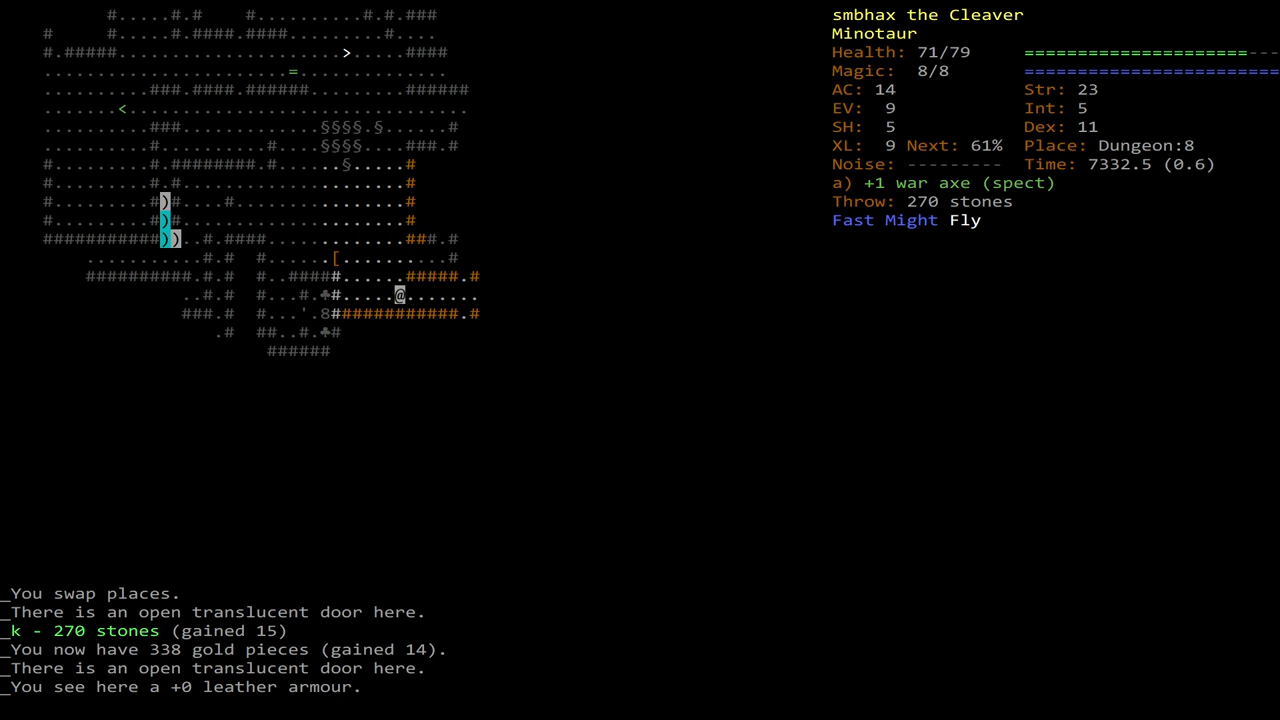 smbhax the Cleaver
Minotaur
Health: 71/79 =====================---
Magic: 8/8 ========================
AC: 14 Str: 23
EV: 9 Int: 5
SH: 5 Dex: 11
XL: 9 Next: 61% Place: Dungeon:8
Noise: --------- Time: 7332.5 (0.6)
a) +1 war axe (spect)
Throw: 270 stones
Fast Might Fly
_You swap places.
_There is an open translucent door here.
_k - 270 stones (gained 15)
_You now have 338 gold pieces (gained 14).
_There is an open translucent door here.
_You see here a +0 leather armour.